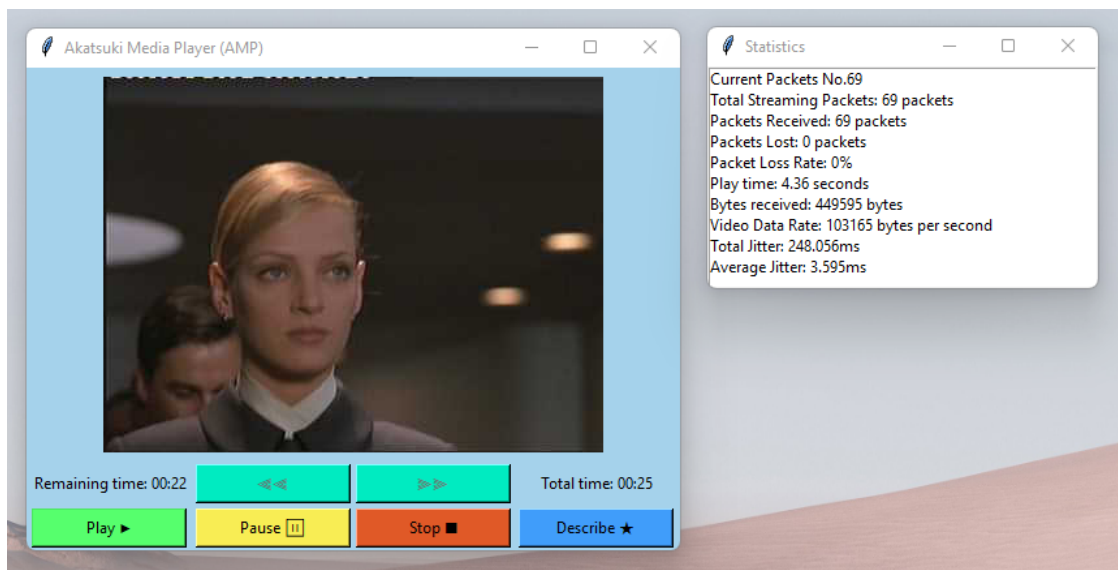 Akatsuki Media Player (AMP)
Remaining time: 00:22
Total time: 00:25
Play ►
Pause
Stop ■
Describe ★
Statistics
Current Packets No.69
Total Streaming Packets: 69 packets
Packets Received: 69 packets
Packets Lost: 0 packets
Packet Loss Rate: 0%
Play time: 4.36 seconds
Bytes received: 449595 bytes
Video Data Rate: 103165 bytes per second
Total Jitter: 248.056ms
Average Jitter: 3.595ms